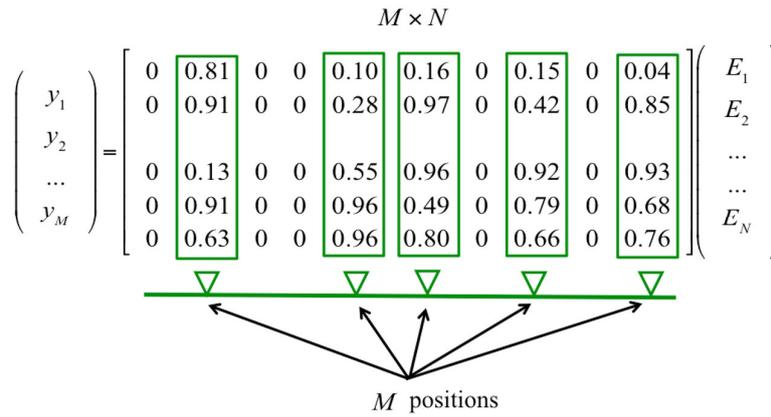 M × N
0 0.81 0 0 0.10 0.16 0 0.15 0 0.04
0 0.91 0 0 0.28 0.97 0 0.42 0 0.85
0 0.13 0 0 0.55 0.96 0 0.92 0 0.93
0 0.91 0 0 0.96 0.49 0 0.79 0 0.68
0 0.63 0 0 0.96 0.80 0 0.66 0 0.76
y₁
y₂
...
y_M
=
E₁
E₂
...
...
E_N
M positions